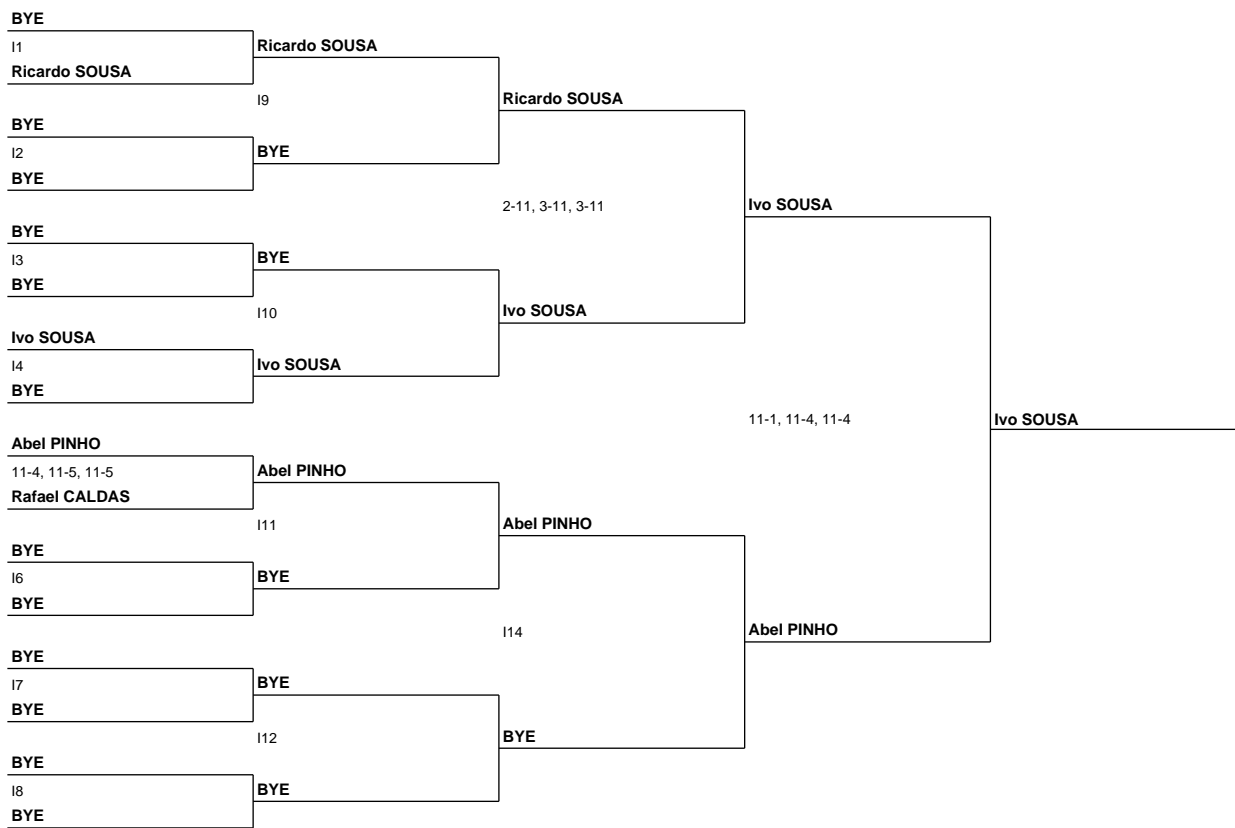 BYE
I1
Ricardo SOUSA
BYE
I2
BYE
BYE
I3
BYE
Ivo SOUSA
I4
BYE
Abel PINHO
11-4, 11-5, 11-5
Rafael CALDAS
BYE
I6
BYE
BYE
I7
BYE
BYE
I8
BYE
Ricardo SOUSA
I9
BYE
BYE
I10
Ivo SOUSA
Abel PINHO
I11
BYE
BYE
I12
BYE
Ricardo SOUSA
2-11, 3-11, 3-11
Ivo SOUSA
Abel PINHO
I14
BYE
Ivo SOUSA
11-1, 11-4, 11-4
Abel PINHO
Ivo SOUSA